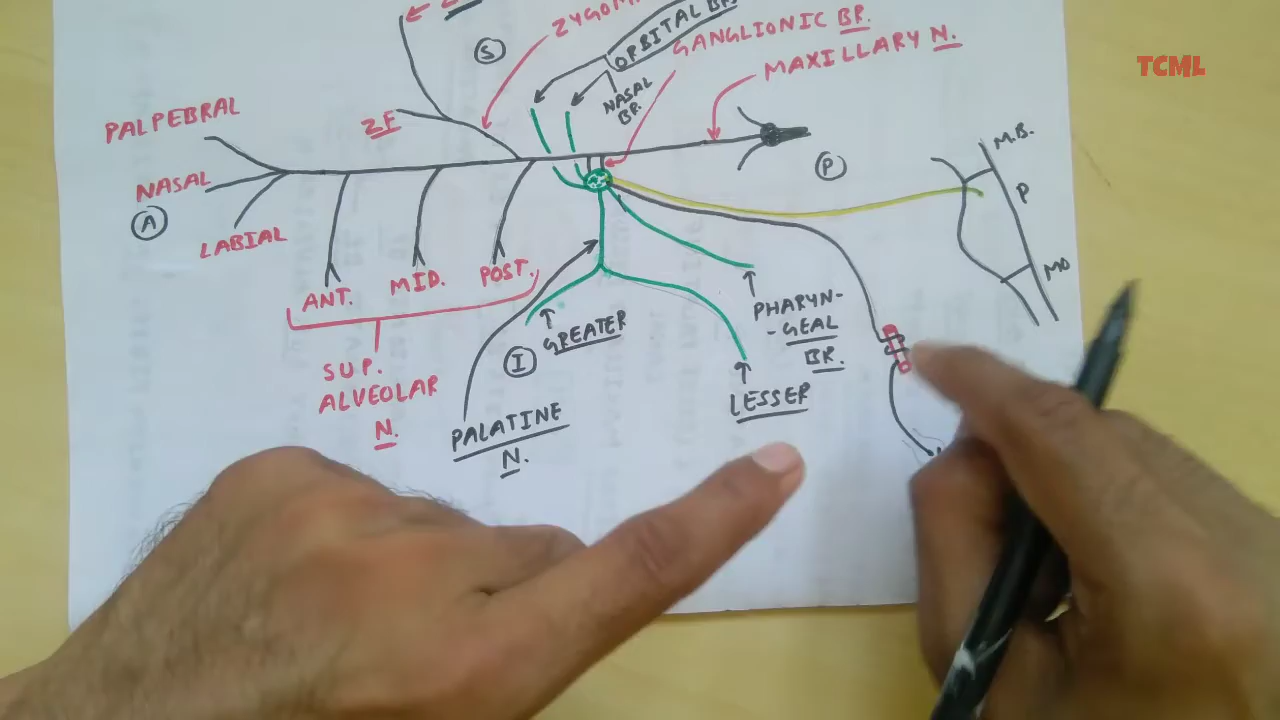 TCML
ZYGOM
ORBITAL BR.
S
GANGLIONIC BR.
MAXILLARY N.
PALPEBRAL
ZF
NASAL
BR.
M.B.
P
P
MO
NASAL
A
LABIAL
ANT.
MID.
POST.
SUP.
ALVEOLAR
N.
I
GREATER
PHARYN-
-GEAL
BR.
LESSER
PALATINE
N.